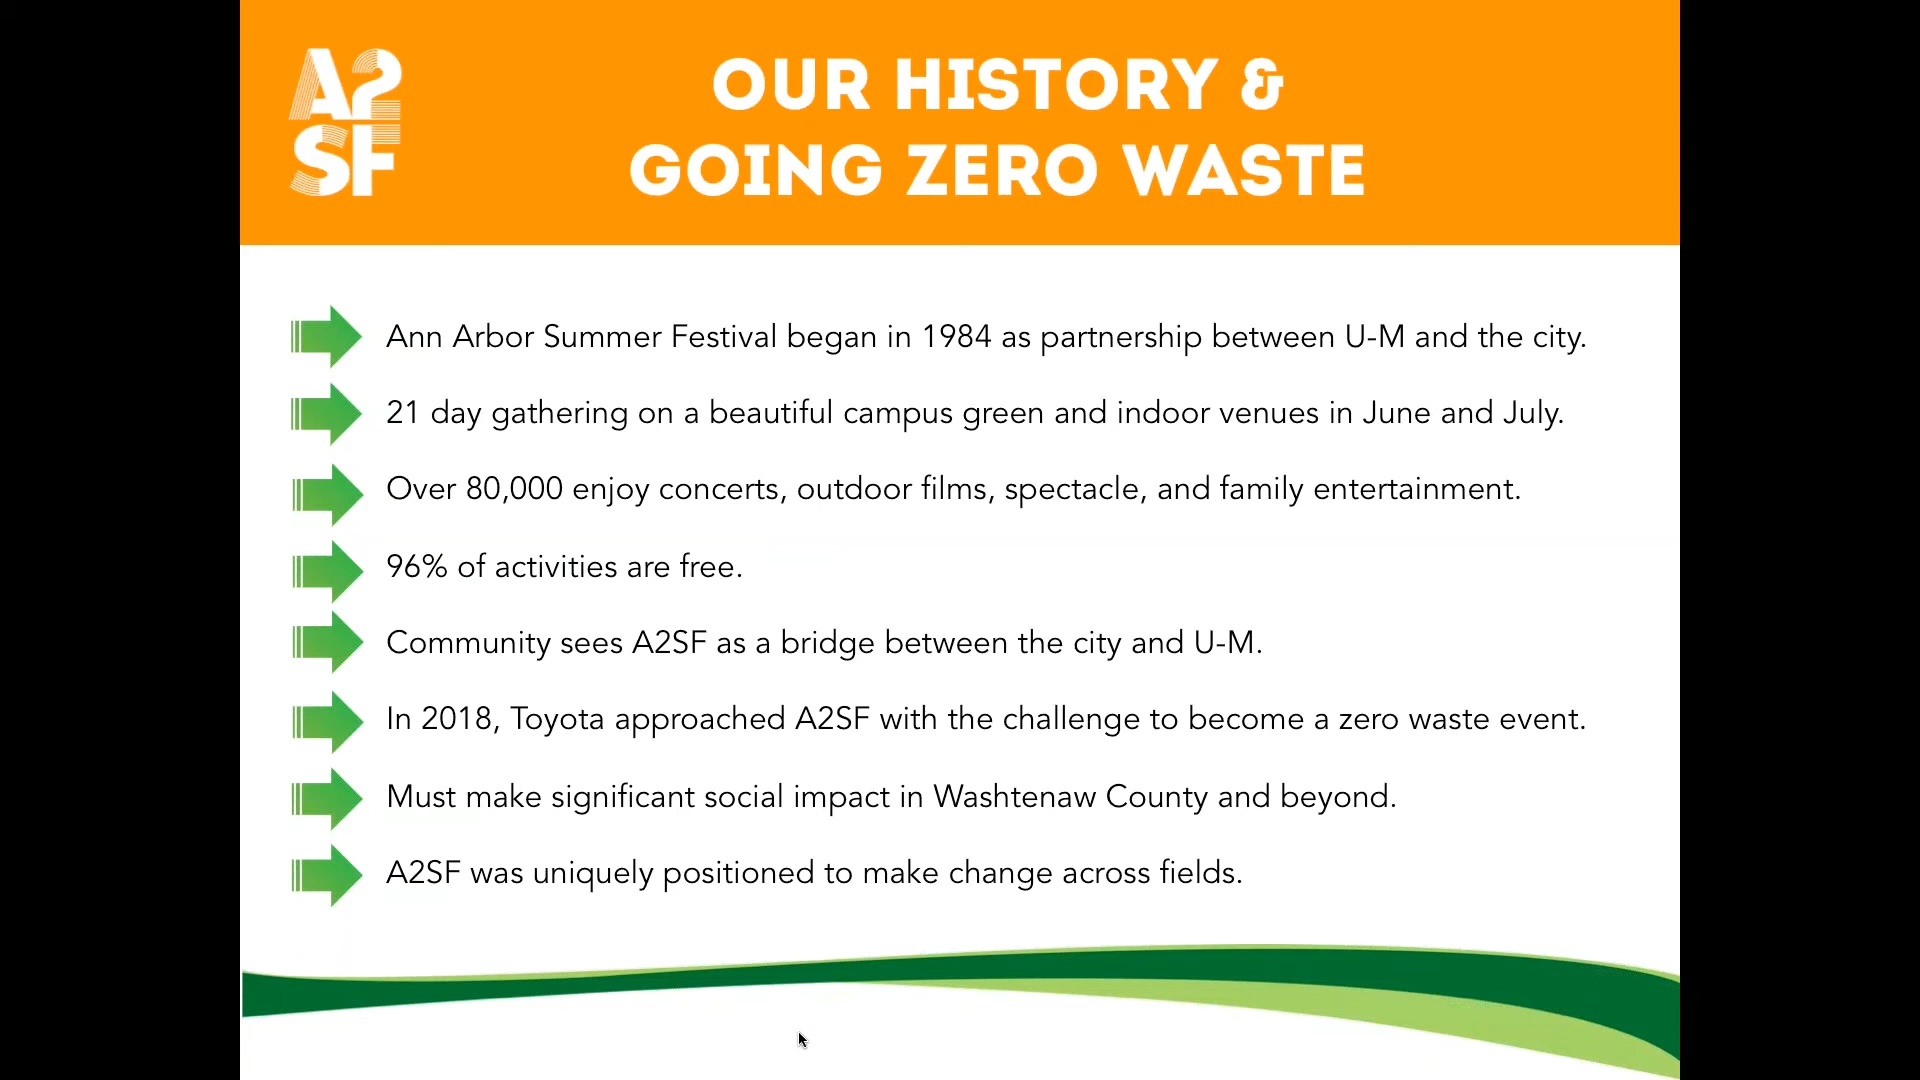 A2
SF
OUR HISTORY &
GOING ZERO WASTE
Ann Arbor Summer Festival began in 1984 as partnership between U-M and the city.
21 day gathering on a beautiful campus green and indoor venues in June and July.
Over 80,000 enjoy concerts, outdoor films, spectacle, and family entertainment.
96% of activities are free.
Community sees A2SF as a bridge between the city and U-M.
In 2018, Toyota approached A2SF with the challenge to become a zero waste event.
Must make significant social impact in Washtenaw County and beyond.
A2SF was uniquely positioned to make change across fields.